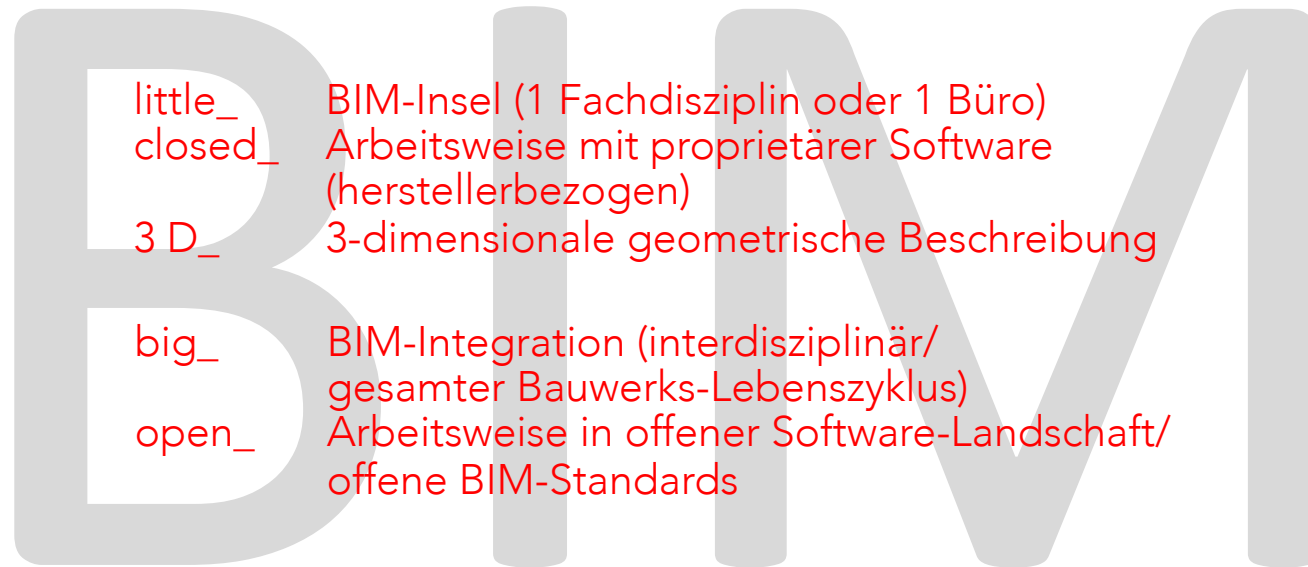 BIM
little_ BIM-Insel (1 Fachdisziplin oder 1 Büro)
closed_ Arbeitsweise mit proprietärer Software
(herstellerbezogen)
3 D_ 3-dimensionale geometrische Beschreibung
big_ BIM-Integration (interdisziplinär/
gesamter Bauwerks-Lebenszyklus)
open_ Arbeitsweise in offener Software-Landschaft/
offene BIM-Standards